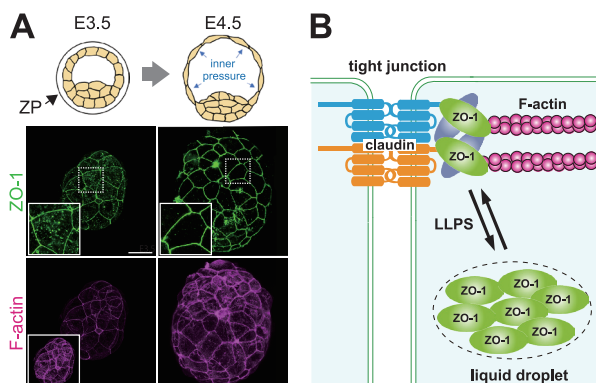 A
E3.5
E4.5
inner
pressure
ZP
ZO-1
F-actin
B
tight junction
F-actin
ZO-1
claudin
ZO-1
LLPS
ZO-1
ZO-1
ZO-1
ZO-1
ZO-1
ZO-1
ZO-1
liquid droplet